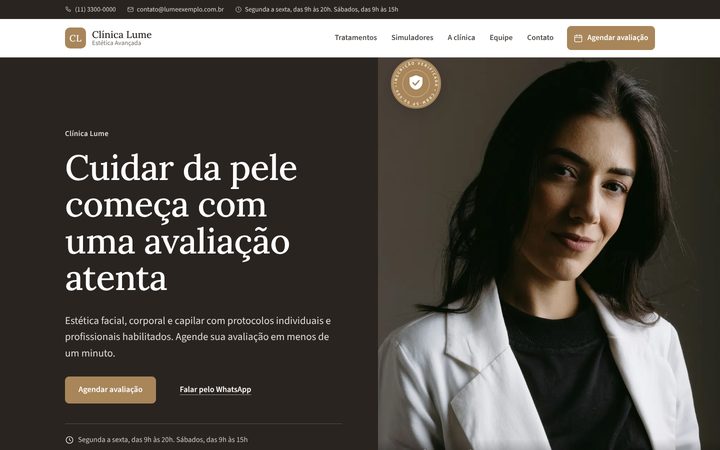 (11) 3300-0000
contato@lumeexemplo.com.br
Segunda a sexta, das 9h às 20h. Sábados, das 9h às 15h
CL
Clínica Lume
Estética Avançada
Tratamentos
Simuladores
A clínica
Equipe
Contato
Agendar avaliação
INSCRIÇÃO VERIFICADA
Clínica Lume
Cuidar da pele
começa com
uma avaliação
atenta
Estética facial, corporal e capilar com protocolos individuais e
profissionais habilitados. Agende sua avaliação em menos de
um minuto.
Agendar avaliação
Falar pelo WhatsApp
Segunda a sexta, das 9h às 20h. Sábados, das 9h às 15h